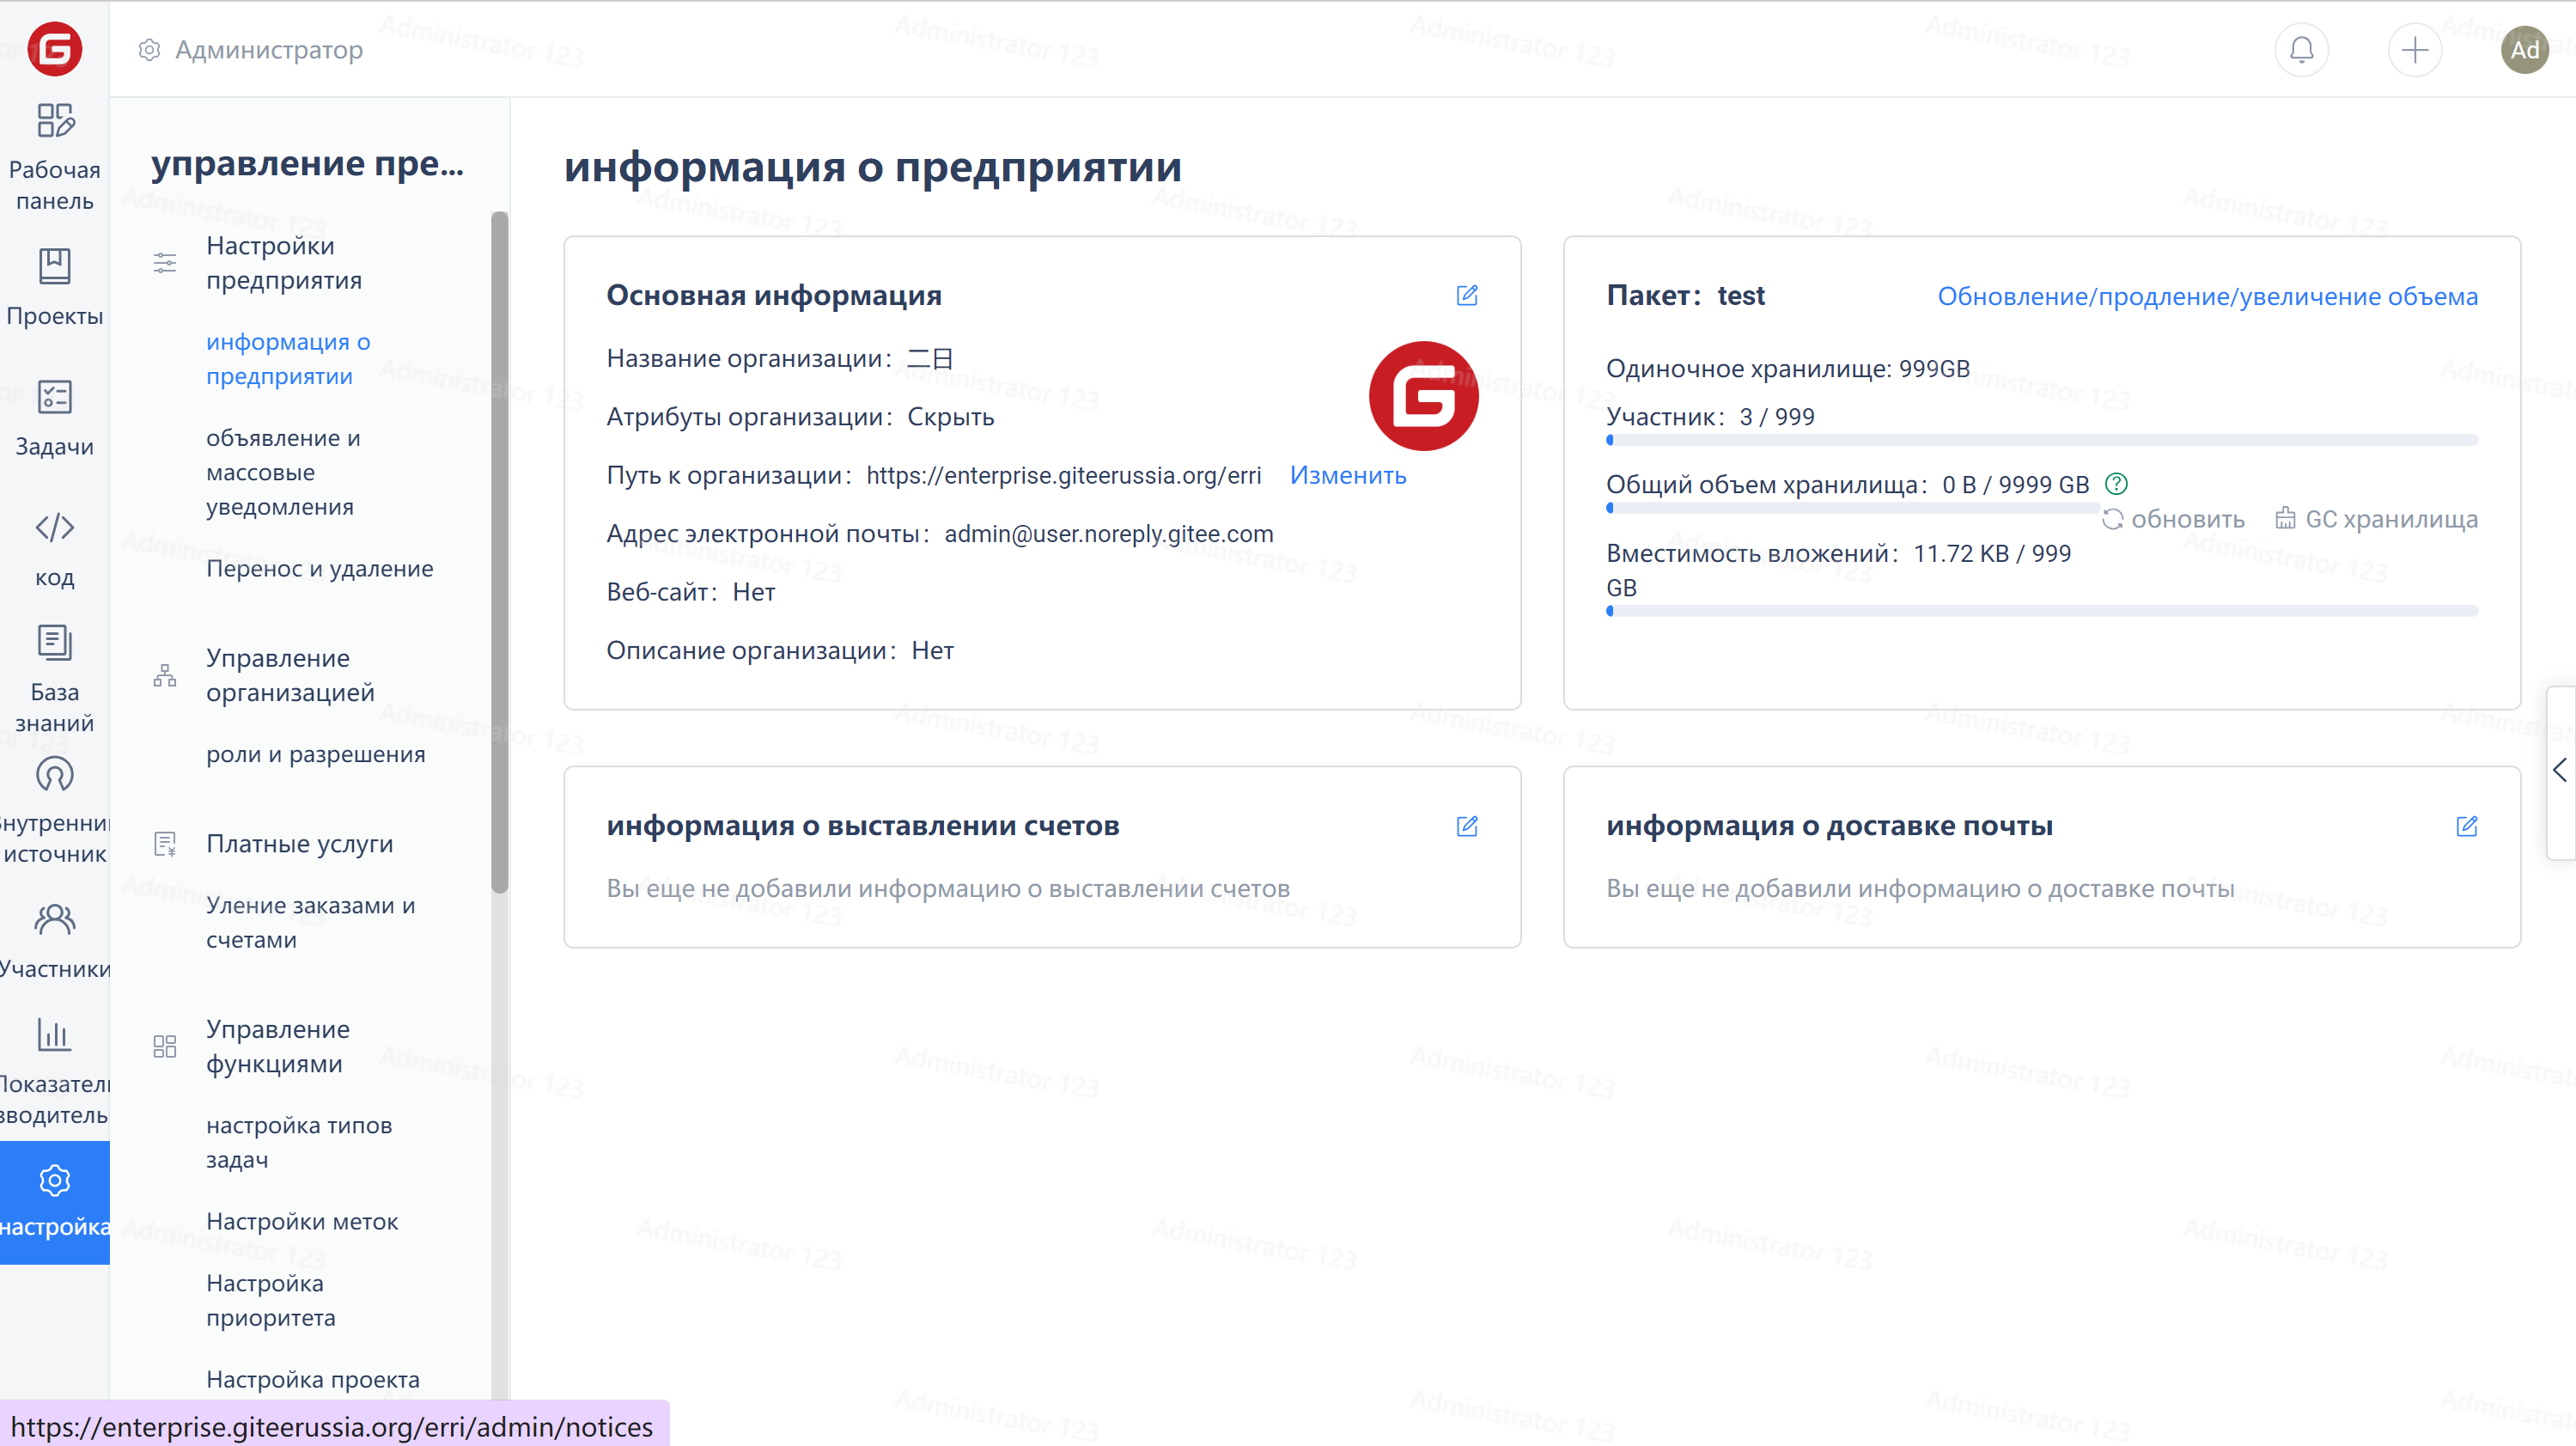 Администратор
Ad
Рабочая
панель
Проекты
Задачи
код
База
знаний
источник
Участники
настройка
управление пре...
Настройки
предприятия
информация о
предприятии
объявление и
массовые
уведомления
Перенос и удаление
Управление
организацией
роли и разрешения
Платные услуги
Уление заказами и
счетами
Управление
функциями
настройка типов
задач
Настройки меток
Настройка
приоритета
Настройка проекта
информация о предприятии
Основная информация
Название организации： 二日
Атрибуты организации： Скрыть
Путь к организации： https://enterprise.giteerussia.org/erri Изменить
Адрес электронной почты： admin@user.noreply.gitee.com
Веб-сайт： Нет
Описание организации： Нет
Пакет： test
Обновление/продление/увеличение объема
Одиночное хранилище: 999GB
Участник： 3 / 999
Общий объем хранилища： 0 B / 9999 GB
обновить GC хранилища
Вместимость вложений： 11.72 KB / 999
GB
информация о выставлении счетов
Вы еще не добавили информацию о выставлении счетов
информация о доставке почты
Вы еще не добавили информацию о доставке почты
https://enterprise.giteerussia.org/erri/admin/notices
Administrator 123